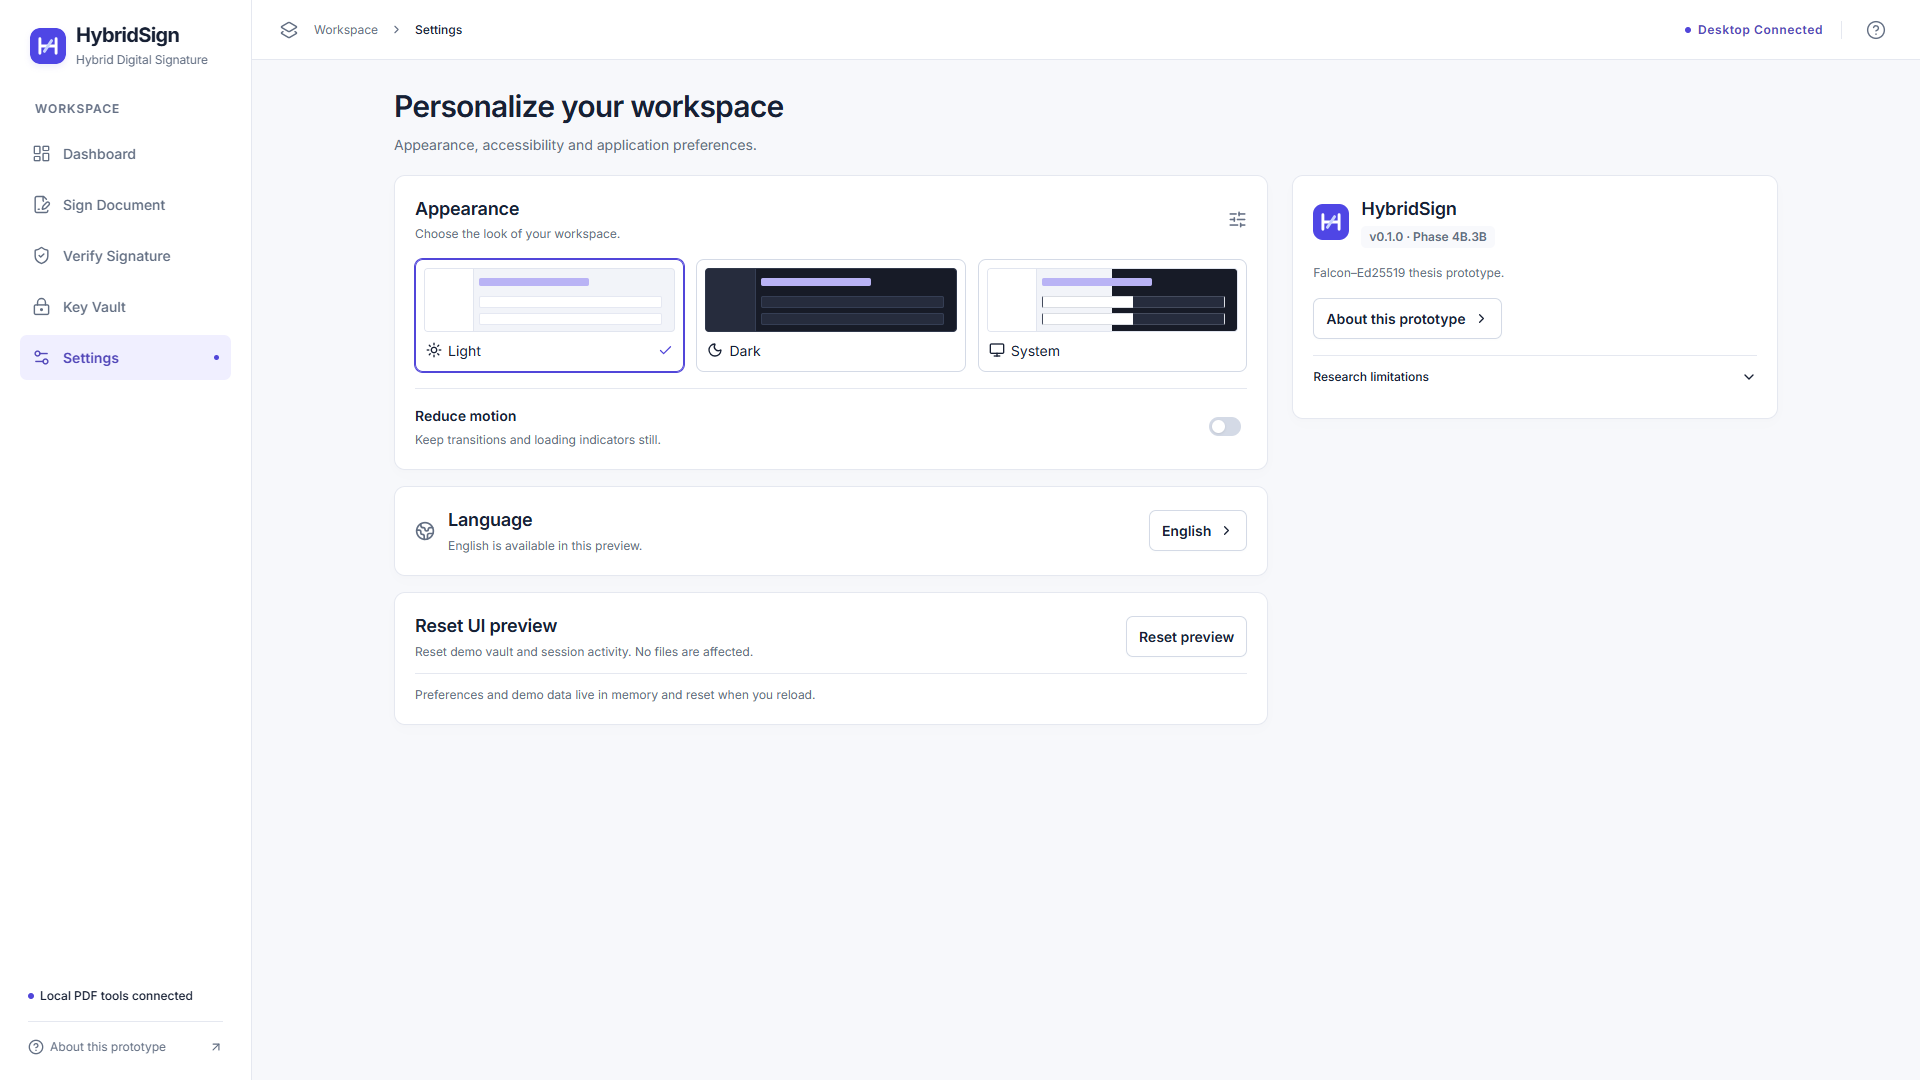 HybridSign
Hybrid Digital Signature
WORKSPACE
Dashboard
Sign Document
Verify Signature
Key Vault
Settings
Local PDF tools connected
About this prototype
Workspace
Settings
Desktop Connected
Personalize your workspace
Appearance, accessibility and application preferences.
Appearance
Choose the look of your workspace.
Light
Dark
System
Reduce motion
Keep transitions and loading indicators still.
Language
English is available in this preview.
English
Reset UI preview
Reset demo vault and session activity. No files are affected.
Reset preview
Preferences and demo data live in memory and reset when you reload.
HybridSign
v0.1.0 · Phase 4B.3B
Falcon–Ed25519 thesis prototype.
About this prototype
Research limitations